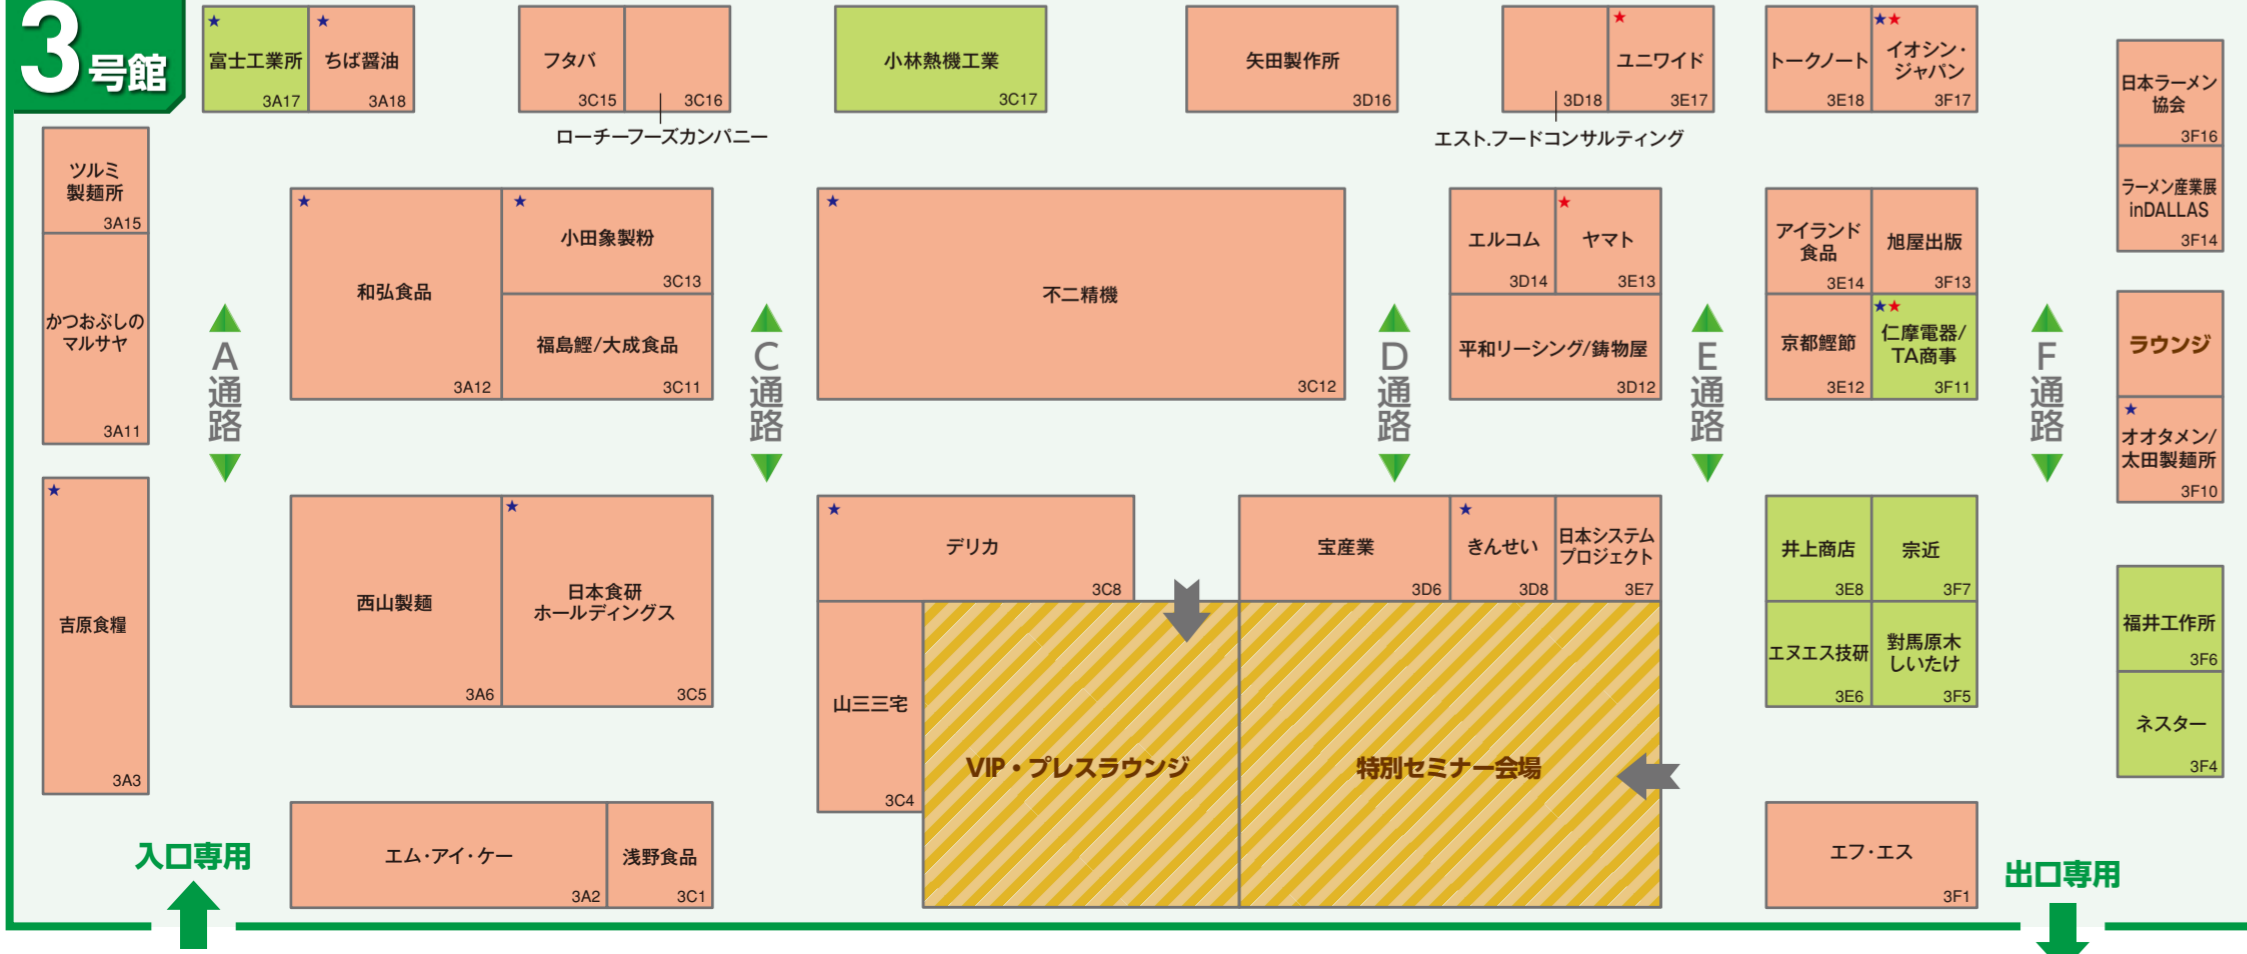 3号館
★
富士工業所
3A17
★
ちば醤油
3A18
フタバ
3C15
3C16
ローチーフーズカンパニー
小林熱機工業
3C17
矢田製作所
3D16
3D18
エスト.フードコンサルティング
★
ユニワイド
3E17
トークノート
3E18
★★
イオシン・
ジャパン
3F17
日本ラーメン
協会
3F16
ラーメン産業展
inDALLAS
3F14
ツルミ
製麺所
3A15
かつおぶしの
マルサヤ
3A11
A通路
★
和弘食品
3A12
★
小田象製粉
3C13
福島鰹/大成食品
3C11
C通路
★
不二精機
3C12
D通路
エルコム
3D14
★
ヤマト
3E13
平和リーシング/鋳物屋
3D12
E通路
アイランド
食品
3E14
旭屋出版
3F13
京都鰹節
3E12
★★
仁摩電器/
TA商事
3F11
F通路
ラウンジ
★
オオタメン/
太田製麺所
3F10
★
吉原食糧
3A3
西山製麺
3A6
★
日本食研
ホールディングス
3C5
★
デリカ
3C8
宝産業
3D6
★
きんせい
3D8
日本システム
プロジェクト
3E7
井上商店
3E8
宗近
3F7
エヌエス技研
3E6
對馬原木
しいたけ
3F5
福井工作所
3F6
ネスター
3F4
山三三宅
3C4
VIP・プレスラウンジ
特別セミナー会場
エム・アイ・ケー
3A2
浅野食品
3C1
エフ・エス
3F1
入口専用
出口専用